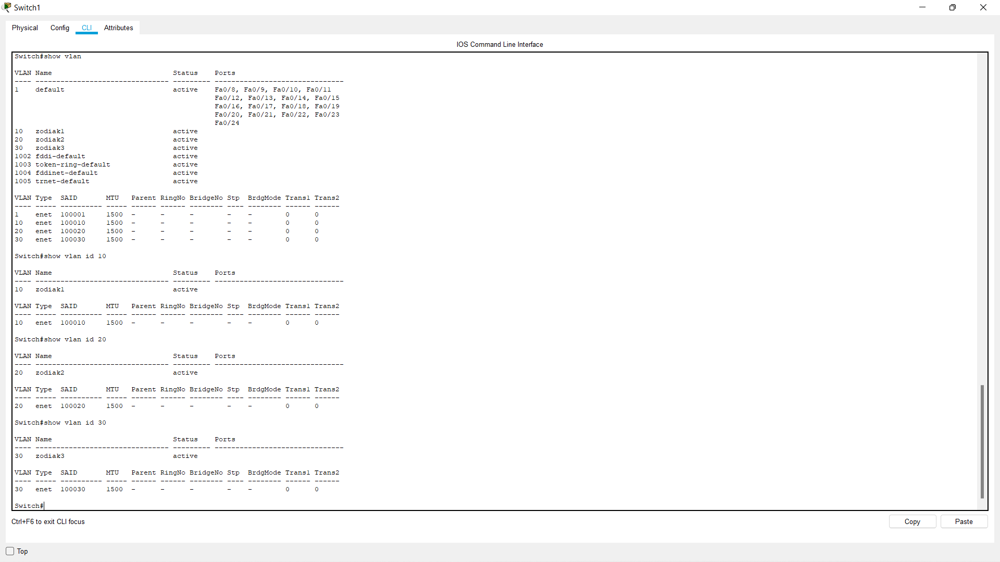 Switch1
Physical Config CLI Attributes
IOS Command Line Interface
Switch#show vlan
VLAN Name                             Status    Ports
---- -------------------------------- --------- -------------------------------
1    default                          active    Fa0/8, Fa0/9, Fa0/10, Fa0/11
                                                Fa0/12, Fa0/13, Fa0/14, Fa0/15
                                                Fa0/16, Fa0/17, Fa0/18, Fa0/19
                                                Fa0/20, Fa0/21, Fa0/22, Fa0/23
                                                Fa0/24
10   zodiak1                          active
20   zodiak2                          active
30   zodiak3                          active
1002 fddi-default                     active
1003 token-ring-default               active
1004 fddinet-default                  active
1005 trnet-default                    active
VLAN Type  SAID       MTU   Parent RingNo BridgeNo Stp  BrdgMode Trans1 Trans2
---- ----- ---------- ----- ------ ------ -------- ---- -------- ------ ------
1    enet  100001     1500  -      -      -        -    -        0      0
10   enet  100010     1500  -      -      -        -    -        0      0
20   enet  100020     1500  -      -      -        -    -        0      0
30   enet  100030     1500  -      -      -        -    -        0      0
Switch#show vlan id 10
VLAN Name                             Status    Ports
---- -------------------------------- --------- -------------------------------
10   zodiak1                          active
VLAN Type  SAID       MTU   Parent RingNo BridgeNo Stp  BrdgMode Trans1 Trans2
---- ----- ---------- ----- ------ ------ -------- ---- -------- ------ ------
10   enet  100010     1500  -      -      -        -    -        0      0
Switch#show vlan id 20
VLAN Name                             Status    Ports
---- -------------------------------- --------- -------------------------------
20   zodiak2                          active
VLAN Type  SAID       MTU   Parent RingNo BridgeNo Stp  BrdgMode Trans1 Trans2
---- ----- ---------- ----- ------ ------ -------- ---- -------- ------ ------
20   enet  100020     1500  -      -      -        -    -        0      0
Switch#show vlan id 30
VLAN Name                             Status    Ports
---- -------------------------------- --------- -------------------------------
30   zodiak3                          active
VLAN Type  SAID       MTU   Parent RingNo BridgeNo Stp  BrdgMode Trans1 Trans2
---- ----- ---------- ----- ------ ------ -------- ---- -------- ------ ------
30   enet  100030     1500  -      -      -        -    -        0      0
Switch#
Ctrl+F6 to exit CLI focus
Copy Paste
Top